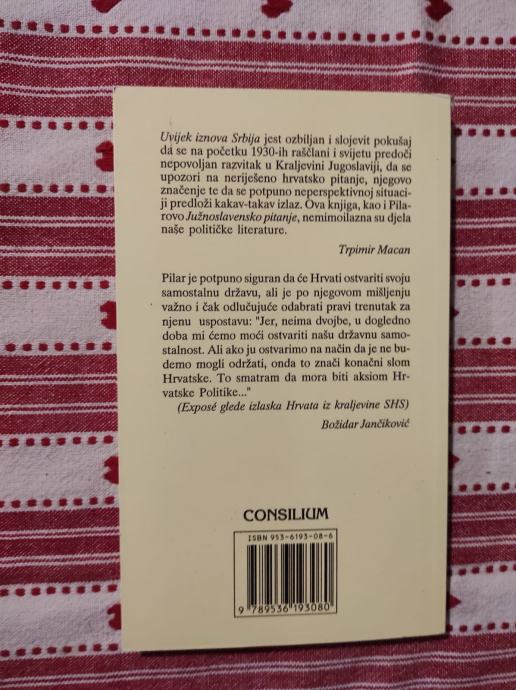 Uvijek iznova Srbija jest ozbiljan i slojevit pokušaj
da se na početku 1930-ih raščlani i svijetu predoči
nepovoljan razvitak u Kraljevini Jugoslaviji, da se
upozori na neriješeno hrvatsko pitanje, njegovo
značenje te da se potpuno neperspektivnoj situaci-
ji predloži kakav-takav izlaz. Ova knjiga, kao i Pila-
rovo Južnoslavensko pitanje, nemimoilazna su djela
naše političke literature.
Trpimir Macan
Pilar je potpuno siguran da će Hrvati ostvariti svoju
samostalnu državu, ali je po njegovom mišljenju
važno i čak odlučujuće odabrati pravi trenutak za
njenu uspostavu: "Jer, neima dvojbe, u dogledno
doba mi ćemo moći ostvariti našu državnu samo-
stalnost. Ali ako ju ostvarimo na način da je ne bu-
demo mogli održati, onda to znači konačni slom
Hrvatske. To smatram da mora biti aksiom Hr-
vatske Politike..."
(Exposé glede izlaska Hrvata iz kraljevine SHS)
Božidar Jančiković
CONSILIUM
ISBN 953-6193-08-6
9 789536 193080